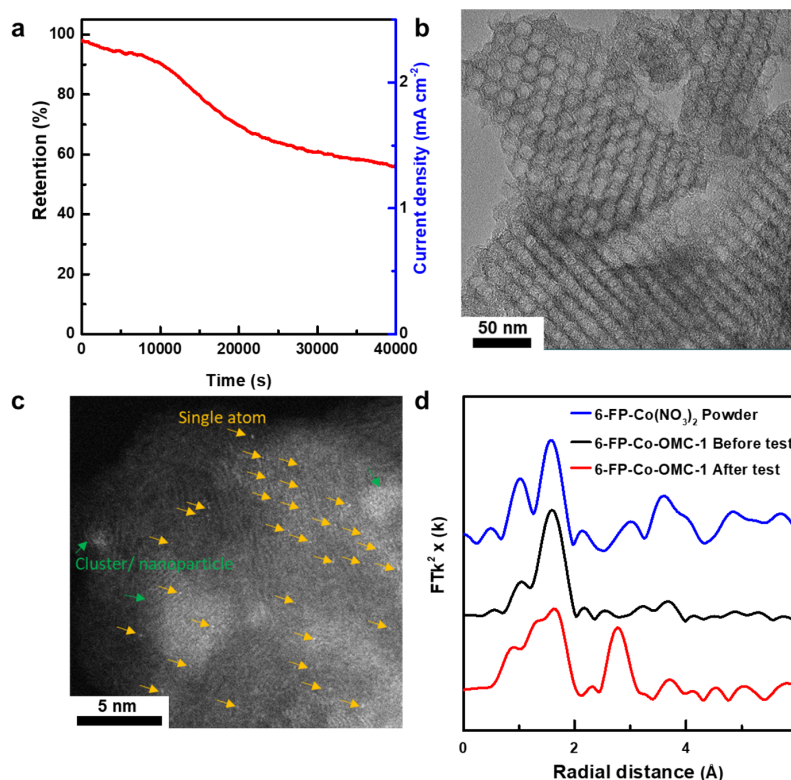 a
Retention (%)
100
80
60
40
20
0
0
10000
20000
30000
40000
Time (s)
2
1
0
Current density (mA cm⁻²)
b
50 nm
c
Single atom
Cluster/ nanoparticle
5 nm
d
6-FP-Co(NO₃)₂ Powder
6-FP-Co-OMC-1 Before test
6-FP-Co-OMC-1 After test
FTk² x (k)
0
2
4
Radial distance (Å)